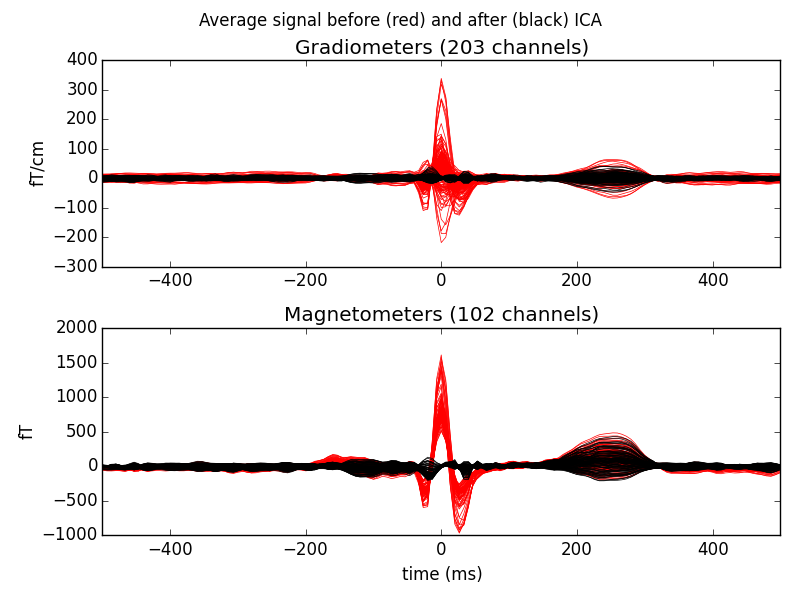 Average signal before (red) and after (black) ICA
Gradiometers (203 channels)
400
300
200
100
0
−100
−200
−300
fT/cm
−400 −200 0 200 400
Magnetometers (102 channels)
2000
1500
1000
500
0
−500
−1000
fT
−400 −200 0 200 400
time (ms)